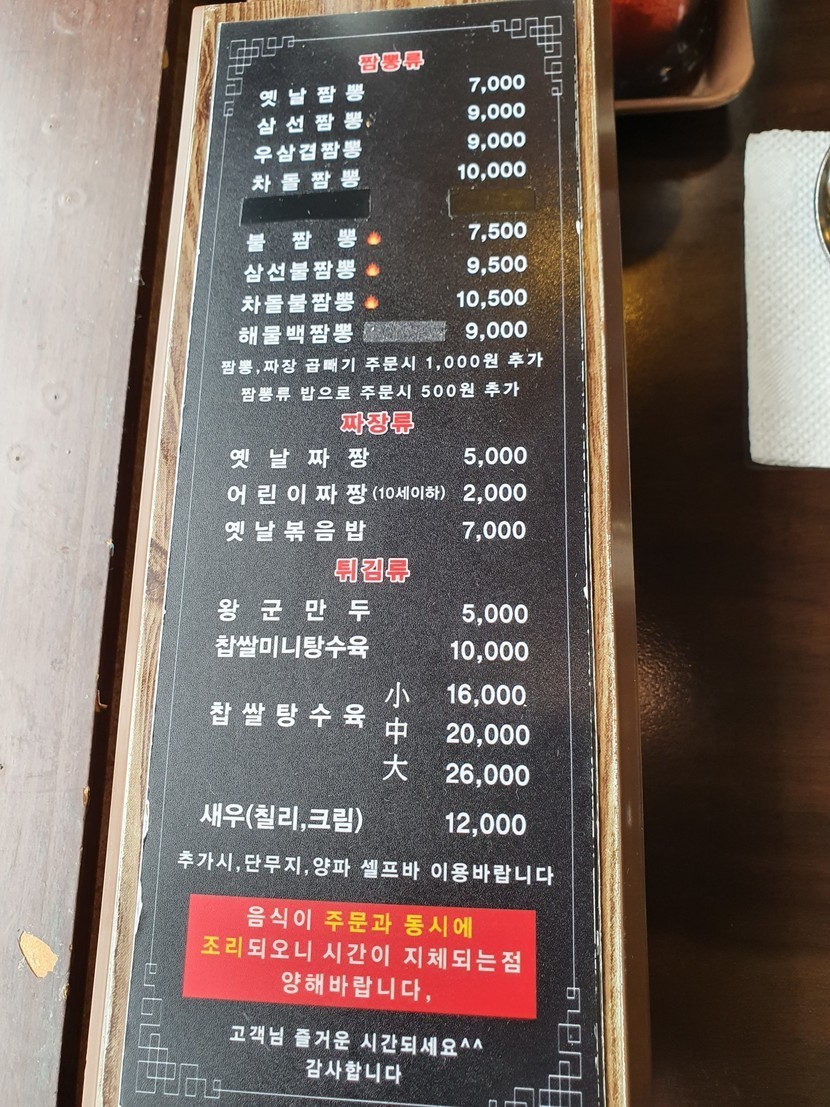 짬뽕류
옛날짬뽕 7,000
삼선짬뽕 9,000
우삼겹짬뽕 9,000
차돌짬뽕 10,000
불짬뽕 7,500
삼선불짬뽕 9,500
차돌불짬뽕 10,500
해물백짬뽕 9,000
짬뽕,짜장 곱빼기 주문시 1,000원 추가
짬뽕류 밥으로 주문시 500원 추가
짜장류
옛날짜장 5,000
어린이짜장(10세이하) 2,000
옛날볶음밥 7,000
튀김류
왕군만두 5,000
찹쌀미니탕수육 10,000
찹쌀탕수육 小 16,000
中 20,000
大 26,000
새우(칠리,크림) 12,000
추가시,단무지,양파 셀프바 이용바랍니다
음식이 주문과 동시에
조리되오니 시간이 지체되는점
양해바랍니다,
고객님 즐거운 시간되세요^^
감사합니다